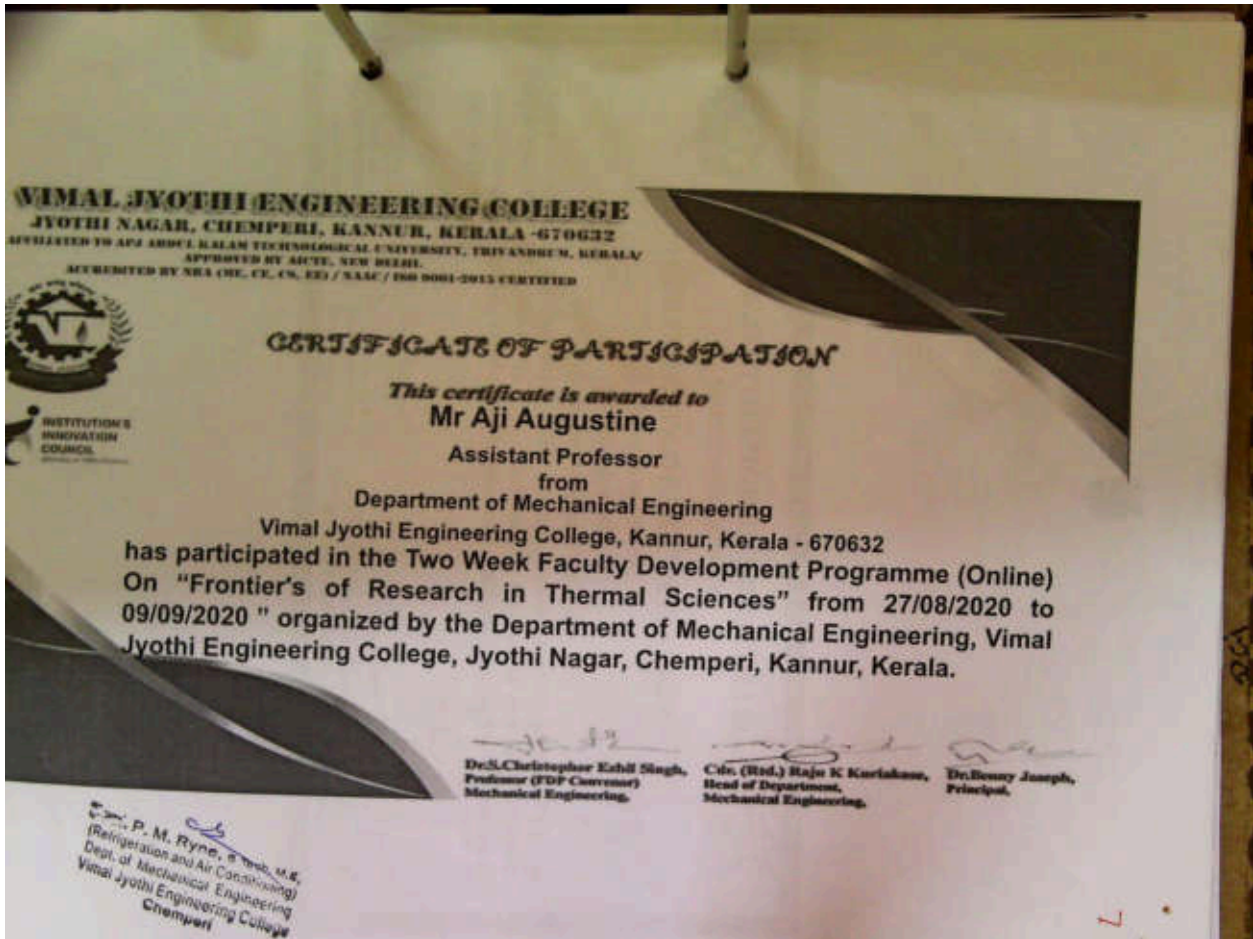 VIMAL JYOTHI ENGINEERING COLLEGE
JYOTHI NAGAR, CHEMPERI, KANNUR, KERALA -670632
AFFILIATED TO APJ ABDUL KALAM TECHNOLOGICAL UNIVERSITY, TRIVANDRUM, KERALA/
APPROVED BY AICTE, NEW DELHI.
ACCREDITED BY NBA (ME, CE, CS, EE) / NAAC / ISO 9001-2015 CERTIFIED
CERTIFICATE OF PARTICIPATION
This certificate is awarded to
Mr Aji Augustine
INSTITUTION'S
INNOVATION
COUNCIL
Assistant Professor
from
Department of Mechanical Engineering
Vimal Jyothi Engineering College, Kannur, Kerala - 670632
has participated in the Two Week Faculty Development Programme (Online)
On “Frontier's of Research in Thermal Sciences” from 27/08/2020 to
09/09/2020 ” organized by the Department of Mechanical Engineering, Vimal
Jyothi Engineering College, Jyothi Nagar, Chemperi, Kannur, Kerala.
Dr.S.Christopher Ezhil Singh,
Professor (FDP Convenor)
Mechanical Engineering,
Cdr. (Rtd.) Raju K Kuriakose,
Head of Department,
Mechanical Engineering,
Dr.Benny Joseph,
Principal,
P. M. Ryne, B Tech, M.E,
(Refrigeration and Air Conditioning)
Dept. of Mechanical Engineering
Vimal Jyothi Engineering College
Chemperi